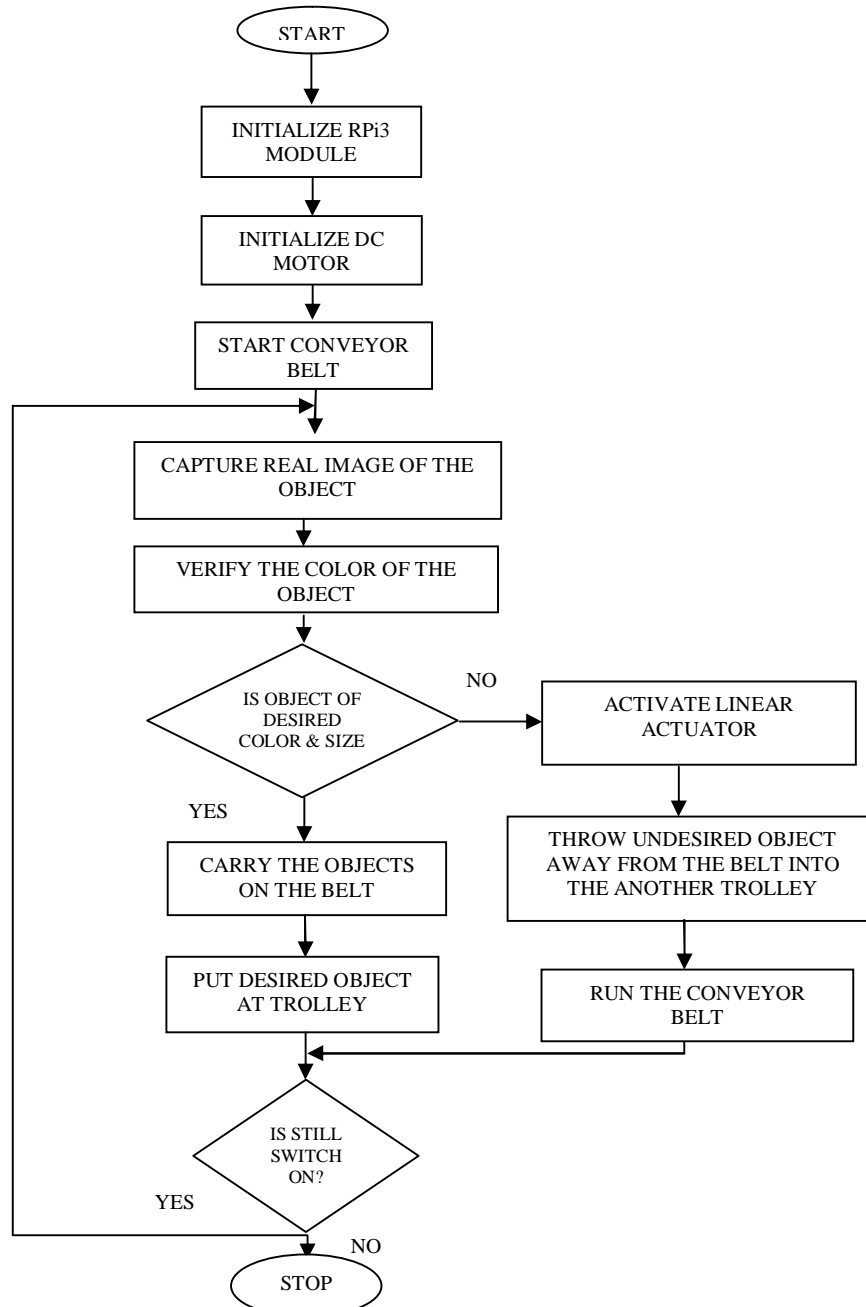 START
INITIALIZE RPi3
MODULE
INITIALIZE DC
MOTOR
START CONVEYOR
BELT
CAPTURE REAL IMAGE OF THE
OBJECT
VERIFY THE COLOR OF THE
OBJECT
IS OBJECT OF
DESIRED
COLOR & SIZE
NO
ACTIVATE LINEAR
ACTUATOR
YES
THROW UNDESIRED OBJECT
AWAY FROM THE BELT INTO
THE ANOTHER TROLLEY
CARRY THE OBJECTS
ON THE BELT
PUT DESIRED OBJECT
AT TROLLEY
RUN THE CONVEYOR
BELT
IS STILL
SWITCH
ON?
YES
NO
STOP